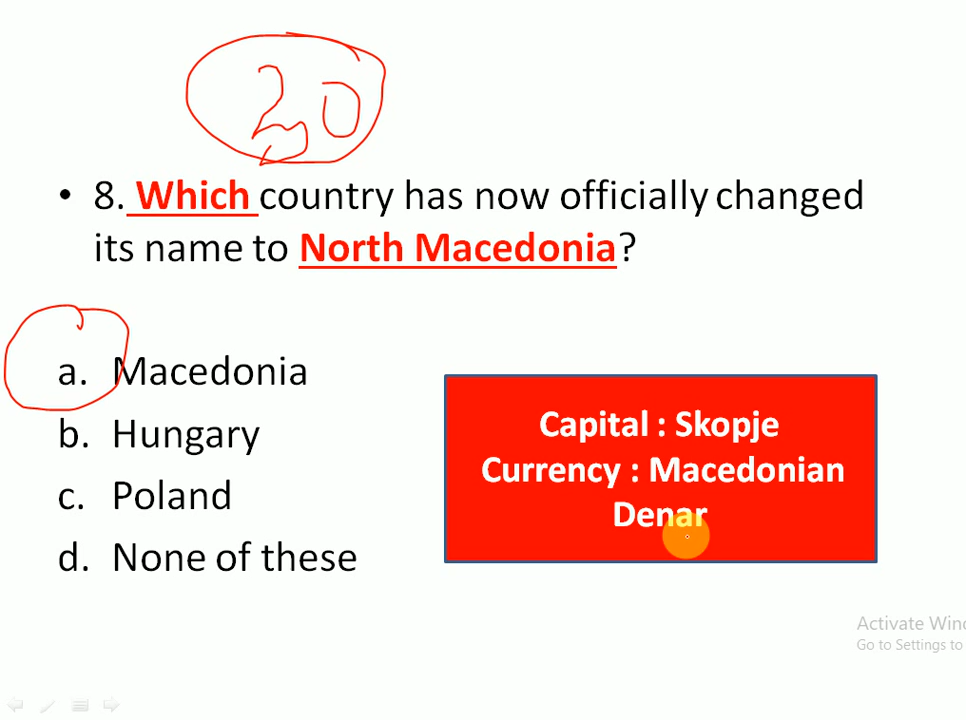 20
• 8. Which country has now officially changed
its name to North Macedonia?
a. Macedonia
b. Hungary
c. Poland
d. None of these
Capital : Skopje
Currency : Macedonian
Denar
Activate Win
Go to Settings to